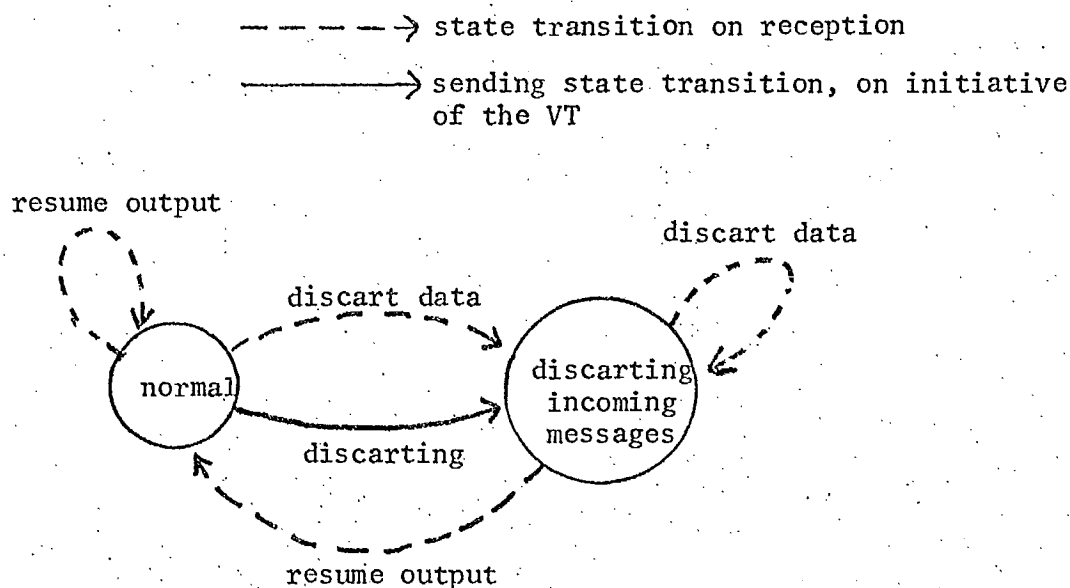 state transition on reception
sending state transition, on initiative
of the VT
resume output
discart data
discart data
normal
discarting
incoming
messages
discarting
resume output